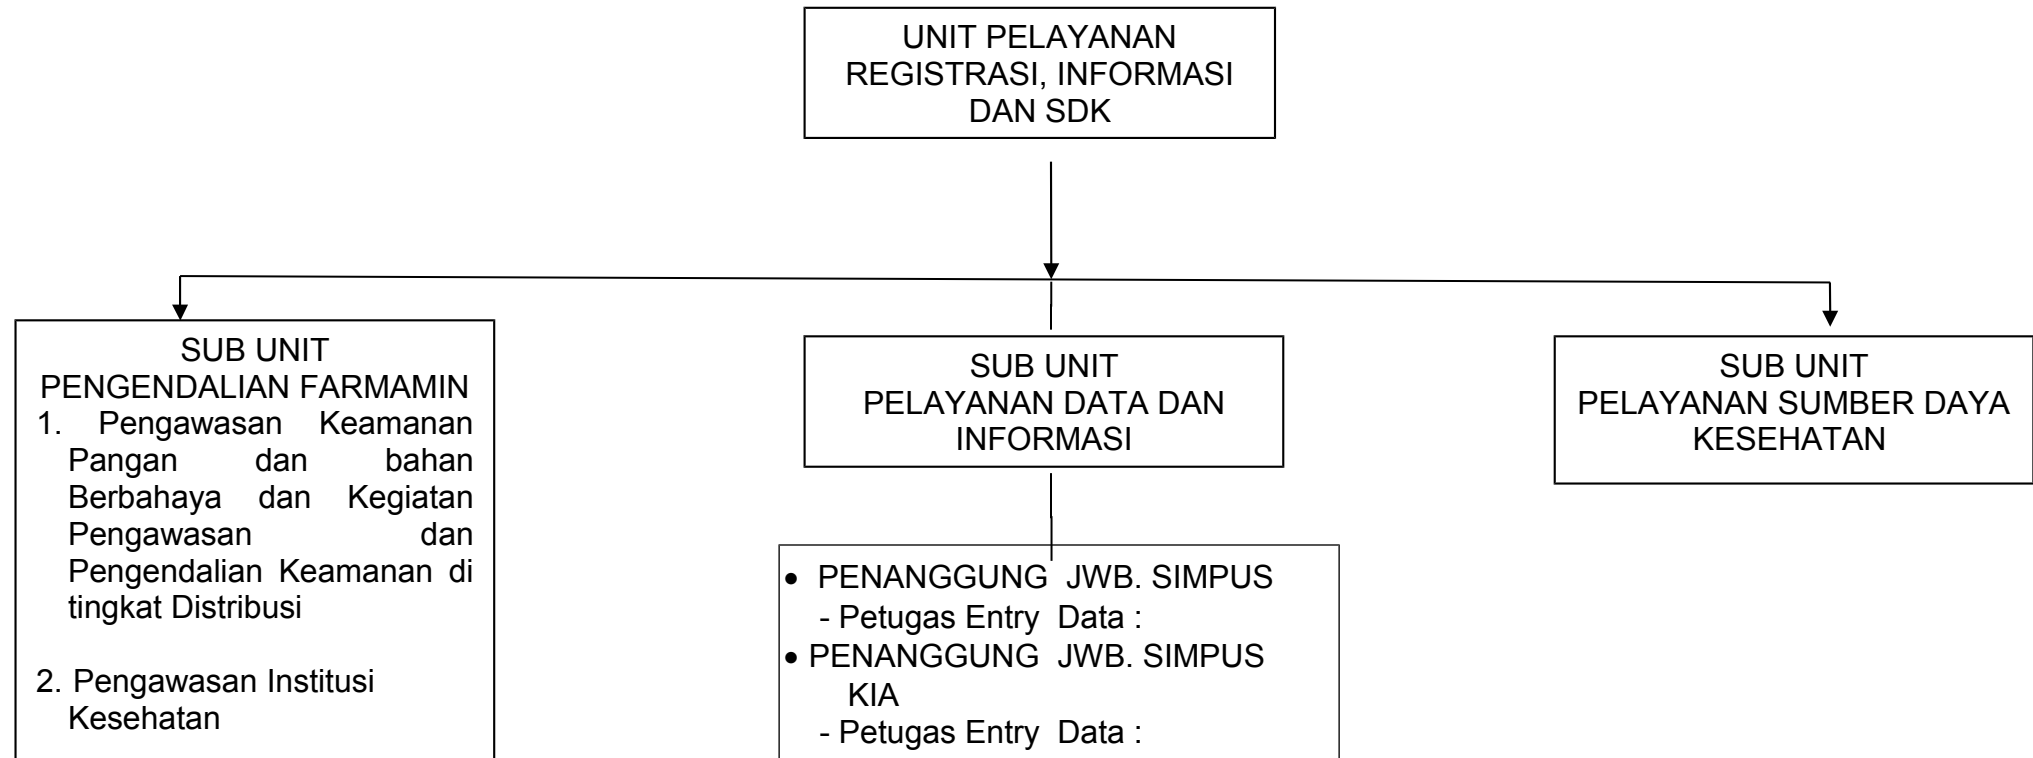 UNIT PELAYANAN
REGISTRASI, INFORMASI
DAN SDK
SUB UNIT
PENGENDALIAN FARMAMIN
1. Pengawasan Keamanan
Pangan dan bahan
Berbahaya dan Kegiatan
Pengawasan dan
Pengendalian Keamanan di
tingkat Distribusi
2. Pengawasan Institusi
Kesehatan
SUB UNIT
PELAYANAN DATA DAN
INFORMASI
• PENANGGUNG JWB. SIMPUS
- Petugas Entry Data :
• PENANGGUNG JWB. SIMPUS
KIA
- Petugas Entry Data :
SUB UNIT
PELAYANAN SUMBER DAYA
KESEHATAN